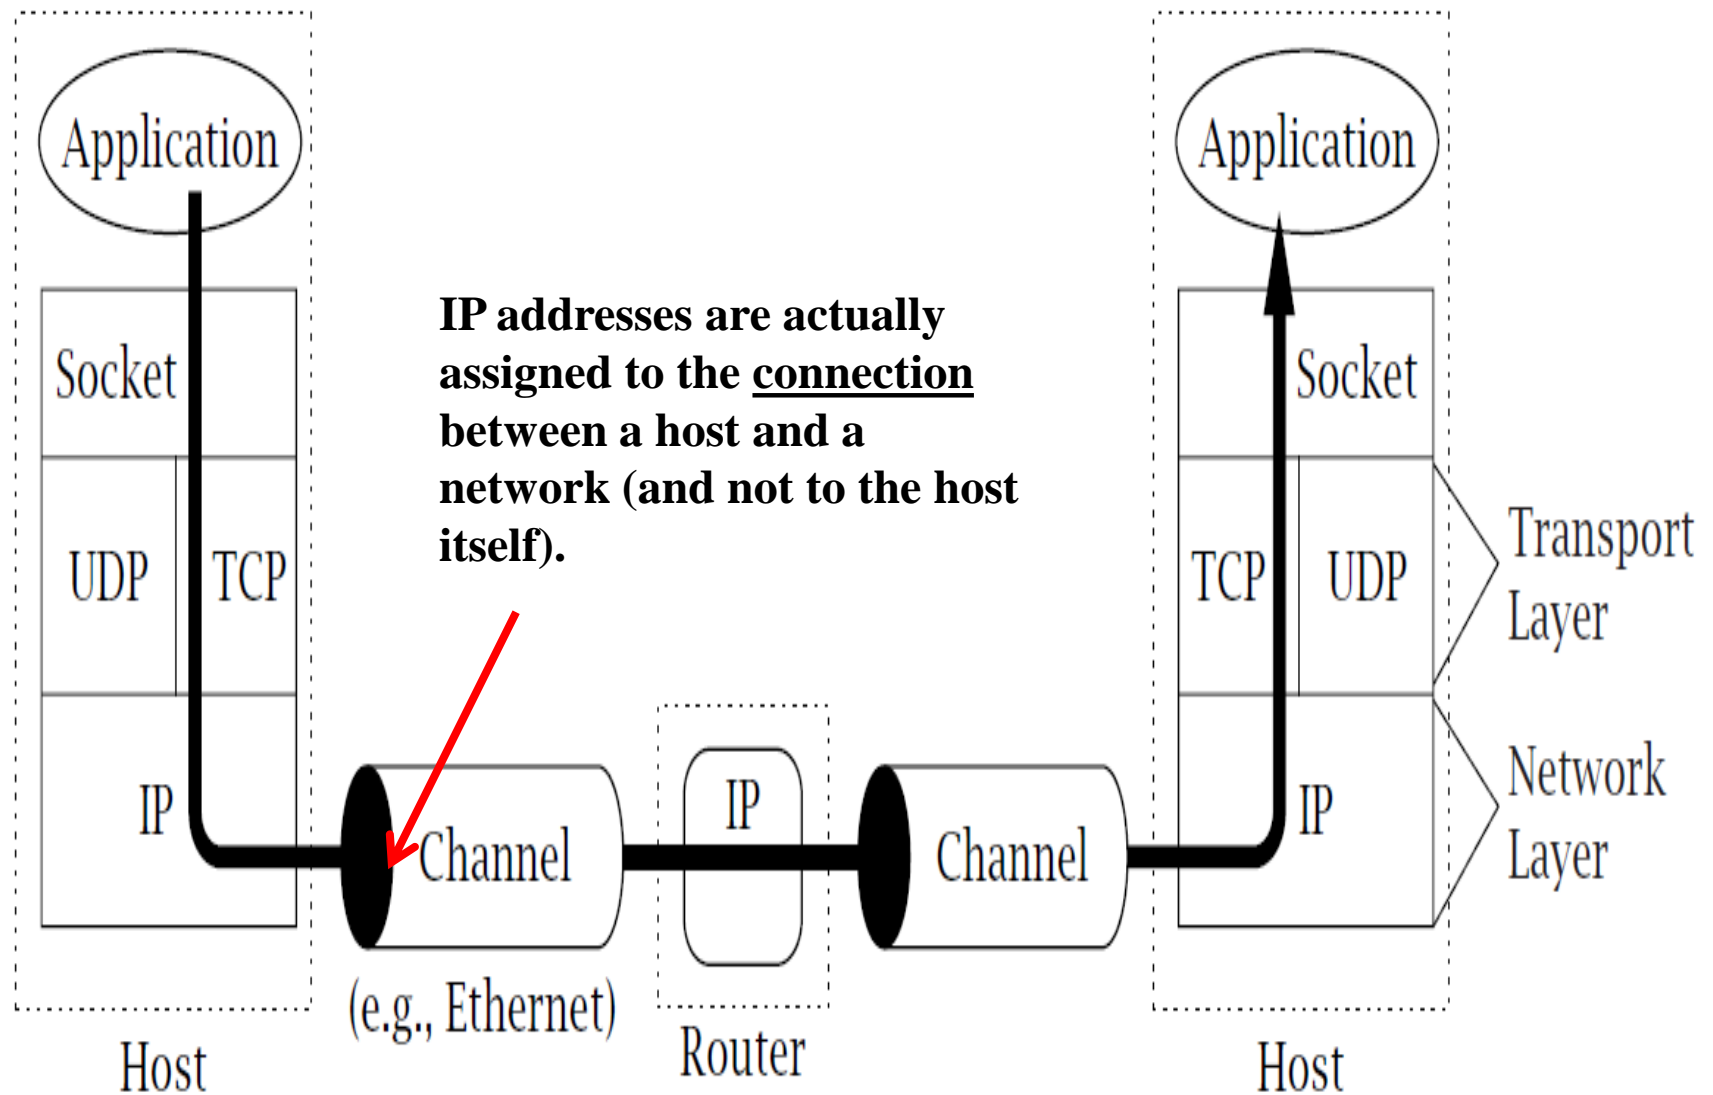 Application
Socket
UDP TCP
IP
Host
IP addresses are actually
assigned to the connection
between a host and a
network (and not to the host
itself).
Channel
(e.g., Ethernet)
IP
Router
Channel
Application
Socket
TCP UDP
IP
Host
Transport
Layer
Network
Layer